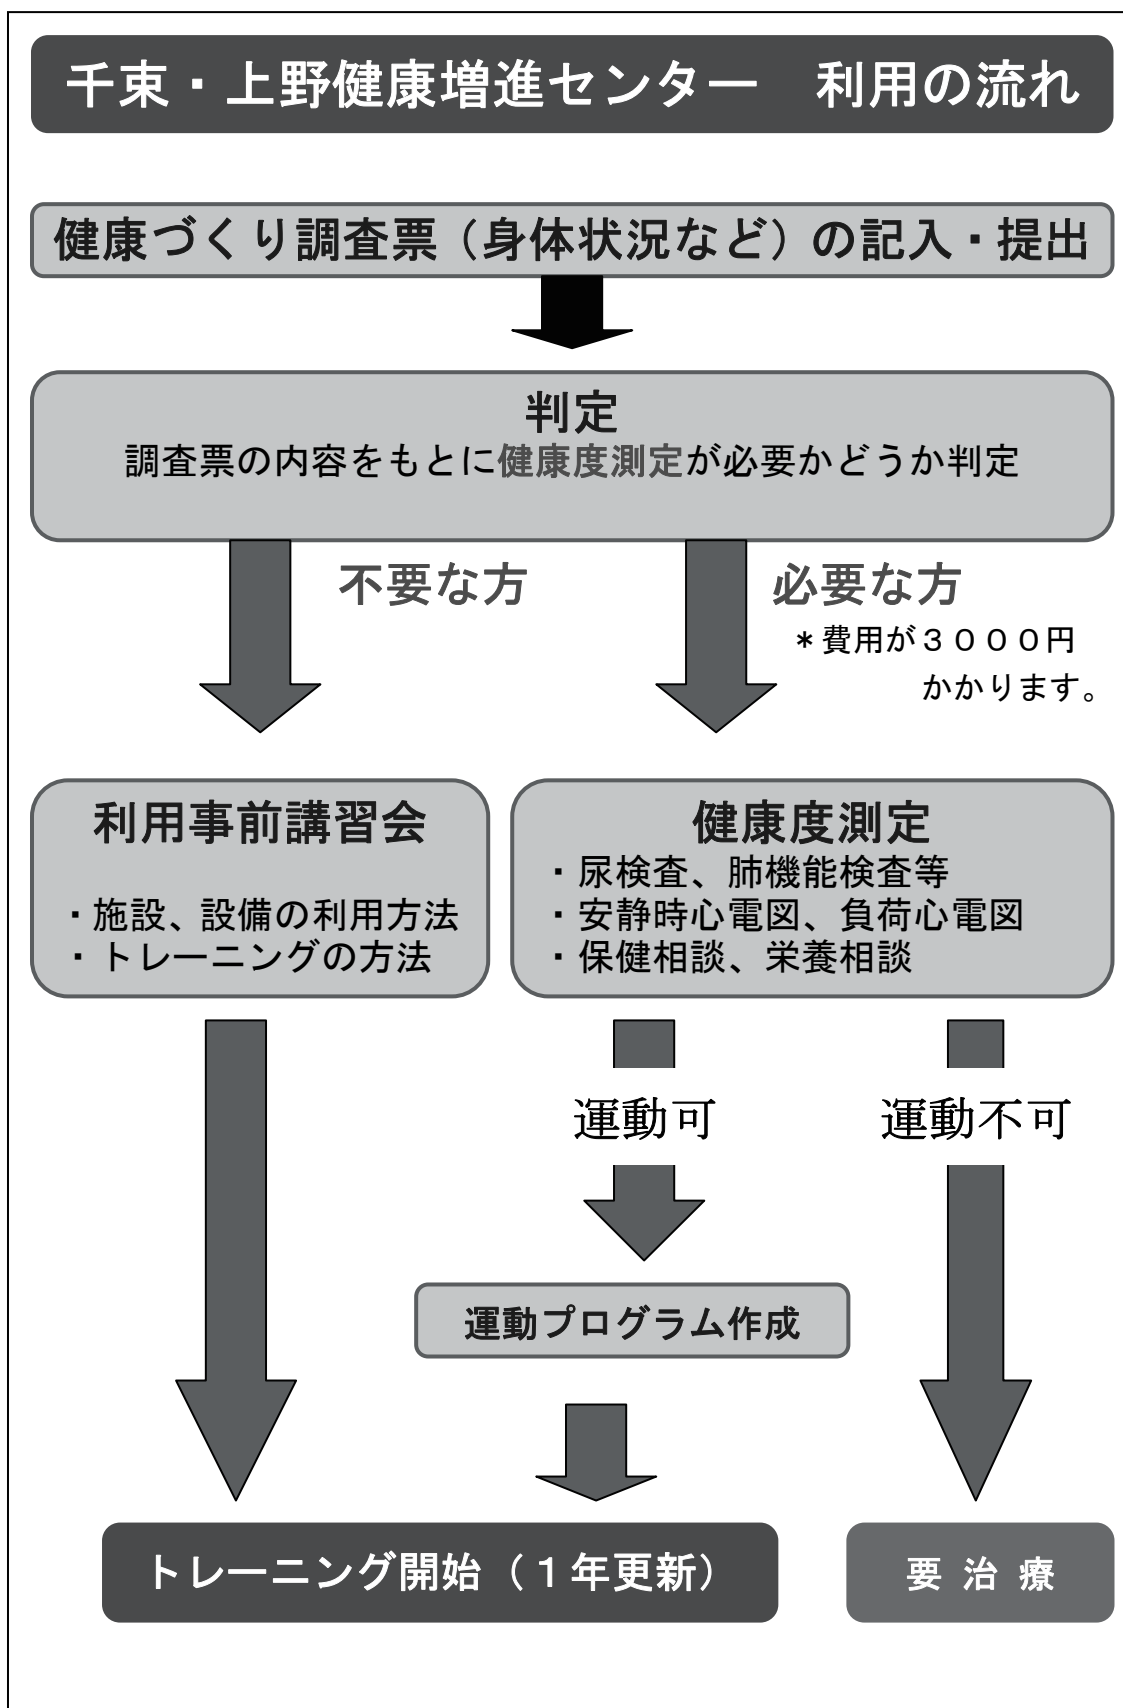 千束・上野健康増進センター　利用の流れ
健康づくり調査票（身体状況など）の記入・提出
判定
調査票の内容をもとに健康度測定が必要かどうか判定
不要な方
必要な方
＊費用が３０００円
かかります。
利用事前講習会
・施設、設備の利用方法
・トレーニングの方法
健康度測定
・尿検査、肺機能検査等
・安静時心電図、負荷心電図
・保健相談、栄養相談
運動可
運動不可
運動プログラム作成
トレーニング開始（１年更新）
要 治 療